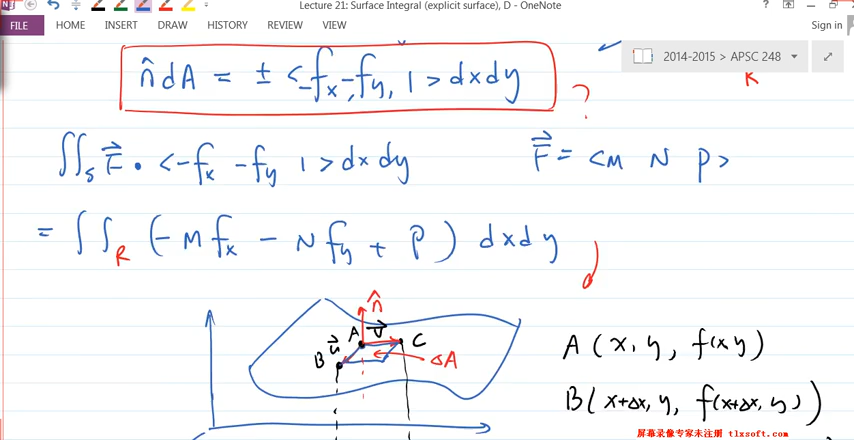 Lecture 21: Surface Integral (explicit surface), D - OneNote
FILE HOME INSERT DRAW HISTORY REVIEW VIEW Sign in
2014-2015 > APSC 248
K
n̂ dA = ± <-fx, -fy, 1 > dxdy
?
∬s F⃗ • <-fx -fy 1 > dx dy F⃗ = <M N P>
= ∬R (-M fx - N fy + P) dxdy
n̂
A v⃗ C
B u⃗
ΔA
A (x, y, f(x y)
B( x+Δx, y, f(x+Δx, y))
屏幕录像专家未注册 tlxsoft.com